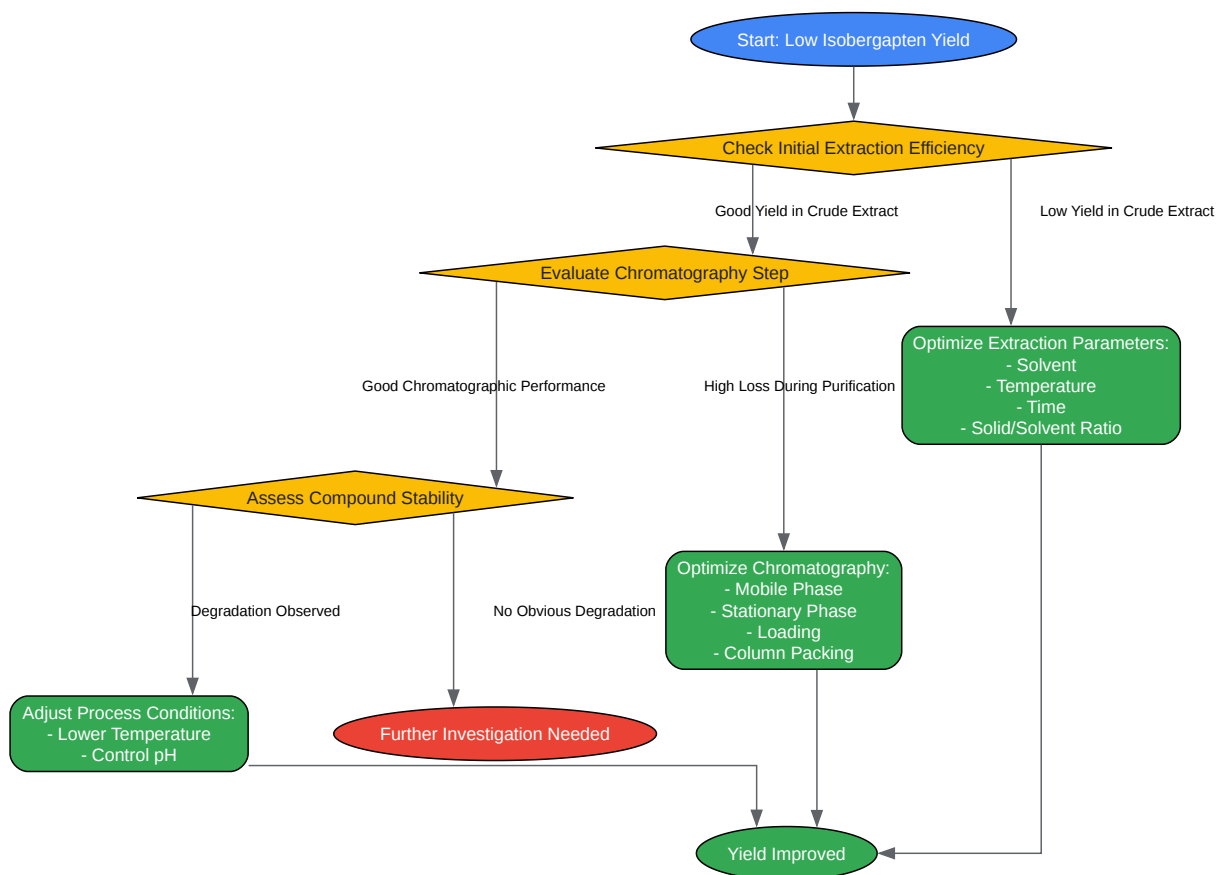 Start: Low Isobergapten Yield
Check Initial Extraction Efficiency
Good Yield in Crude Extract
Low Yield in Crude Extract
Evaluate Chromatography Step
Optimize Extraction Parameters:
- Solvent
- Temperature
- Time
- Solid/Solvent Ratio
Good Chromatographic Performance
High Loss During Purification
Assess Compound Stability
Optimize Chromatography:
- Mobile Phase
- Stationary Phase
- Loading
- Column Packing
Degradation Observed
No Obvious Degradation
Adjust Process Conditions:
- Lower Temperature
- Control pH
Further Investigation Needed
Yield Improved